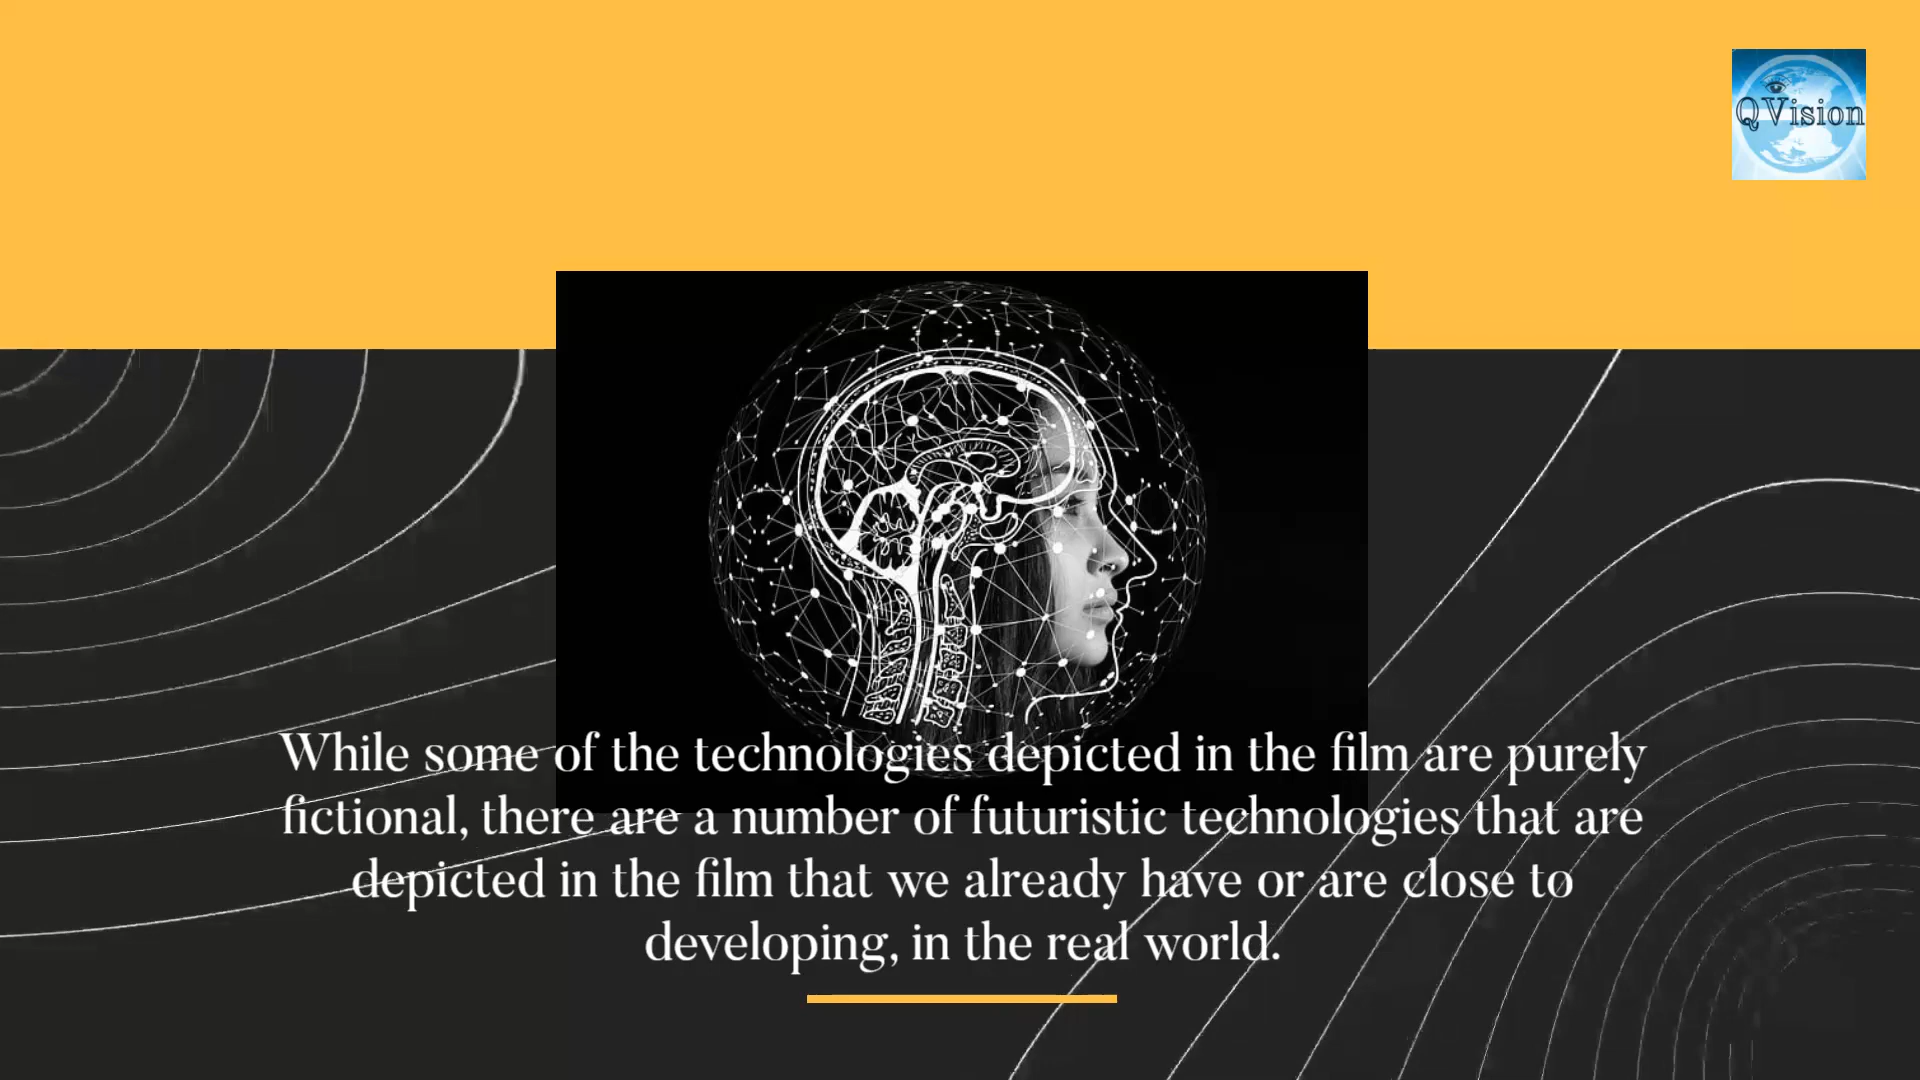 QVision
While some of the technologies depicted in the film are purely
fictional, there are a number of futuristic technologies that are
depicted in the film that we already have or are close to
developing, in the real world.